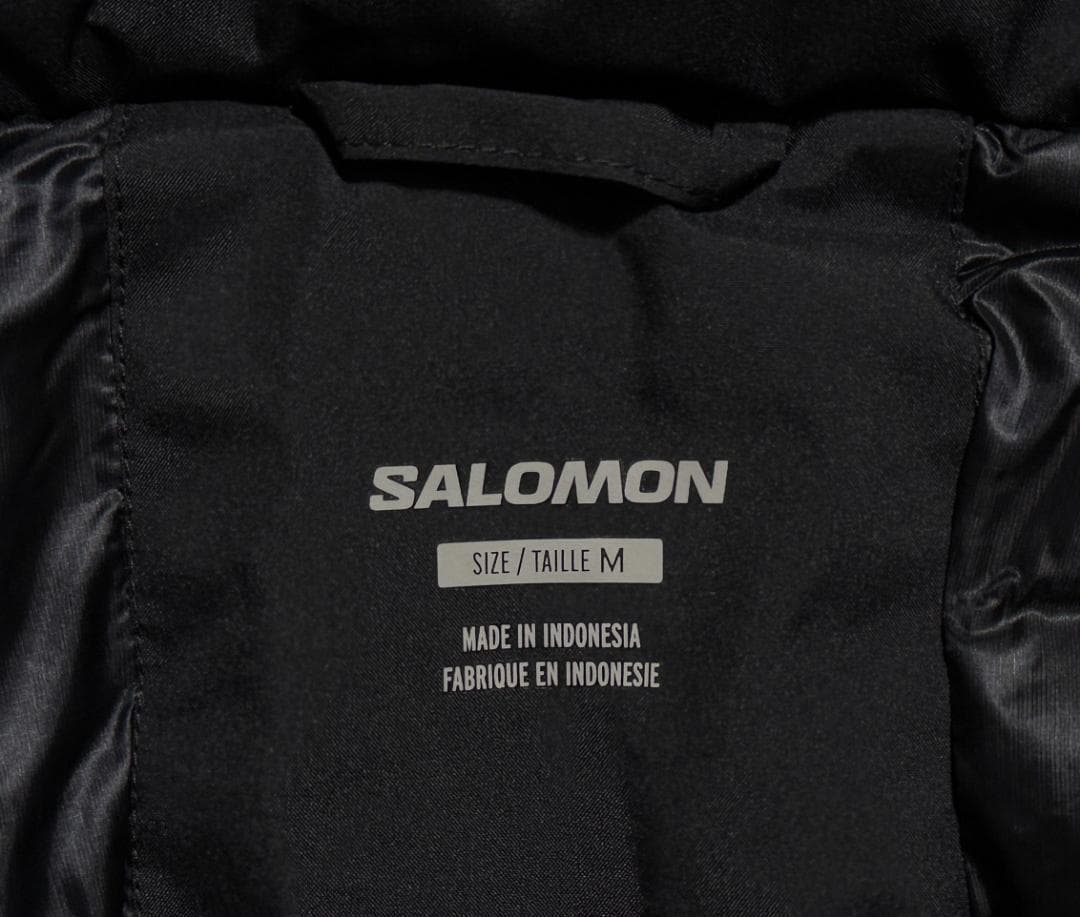 SALOMON
SIZE / TAILLE M
MADE IN INDONESIA
FABRIQUE EN INDONESIE